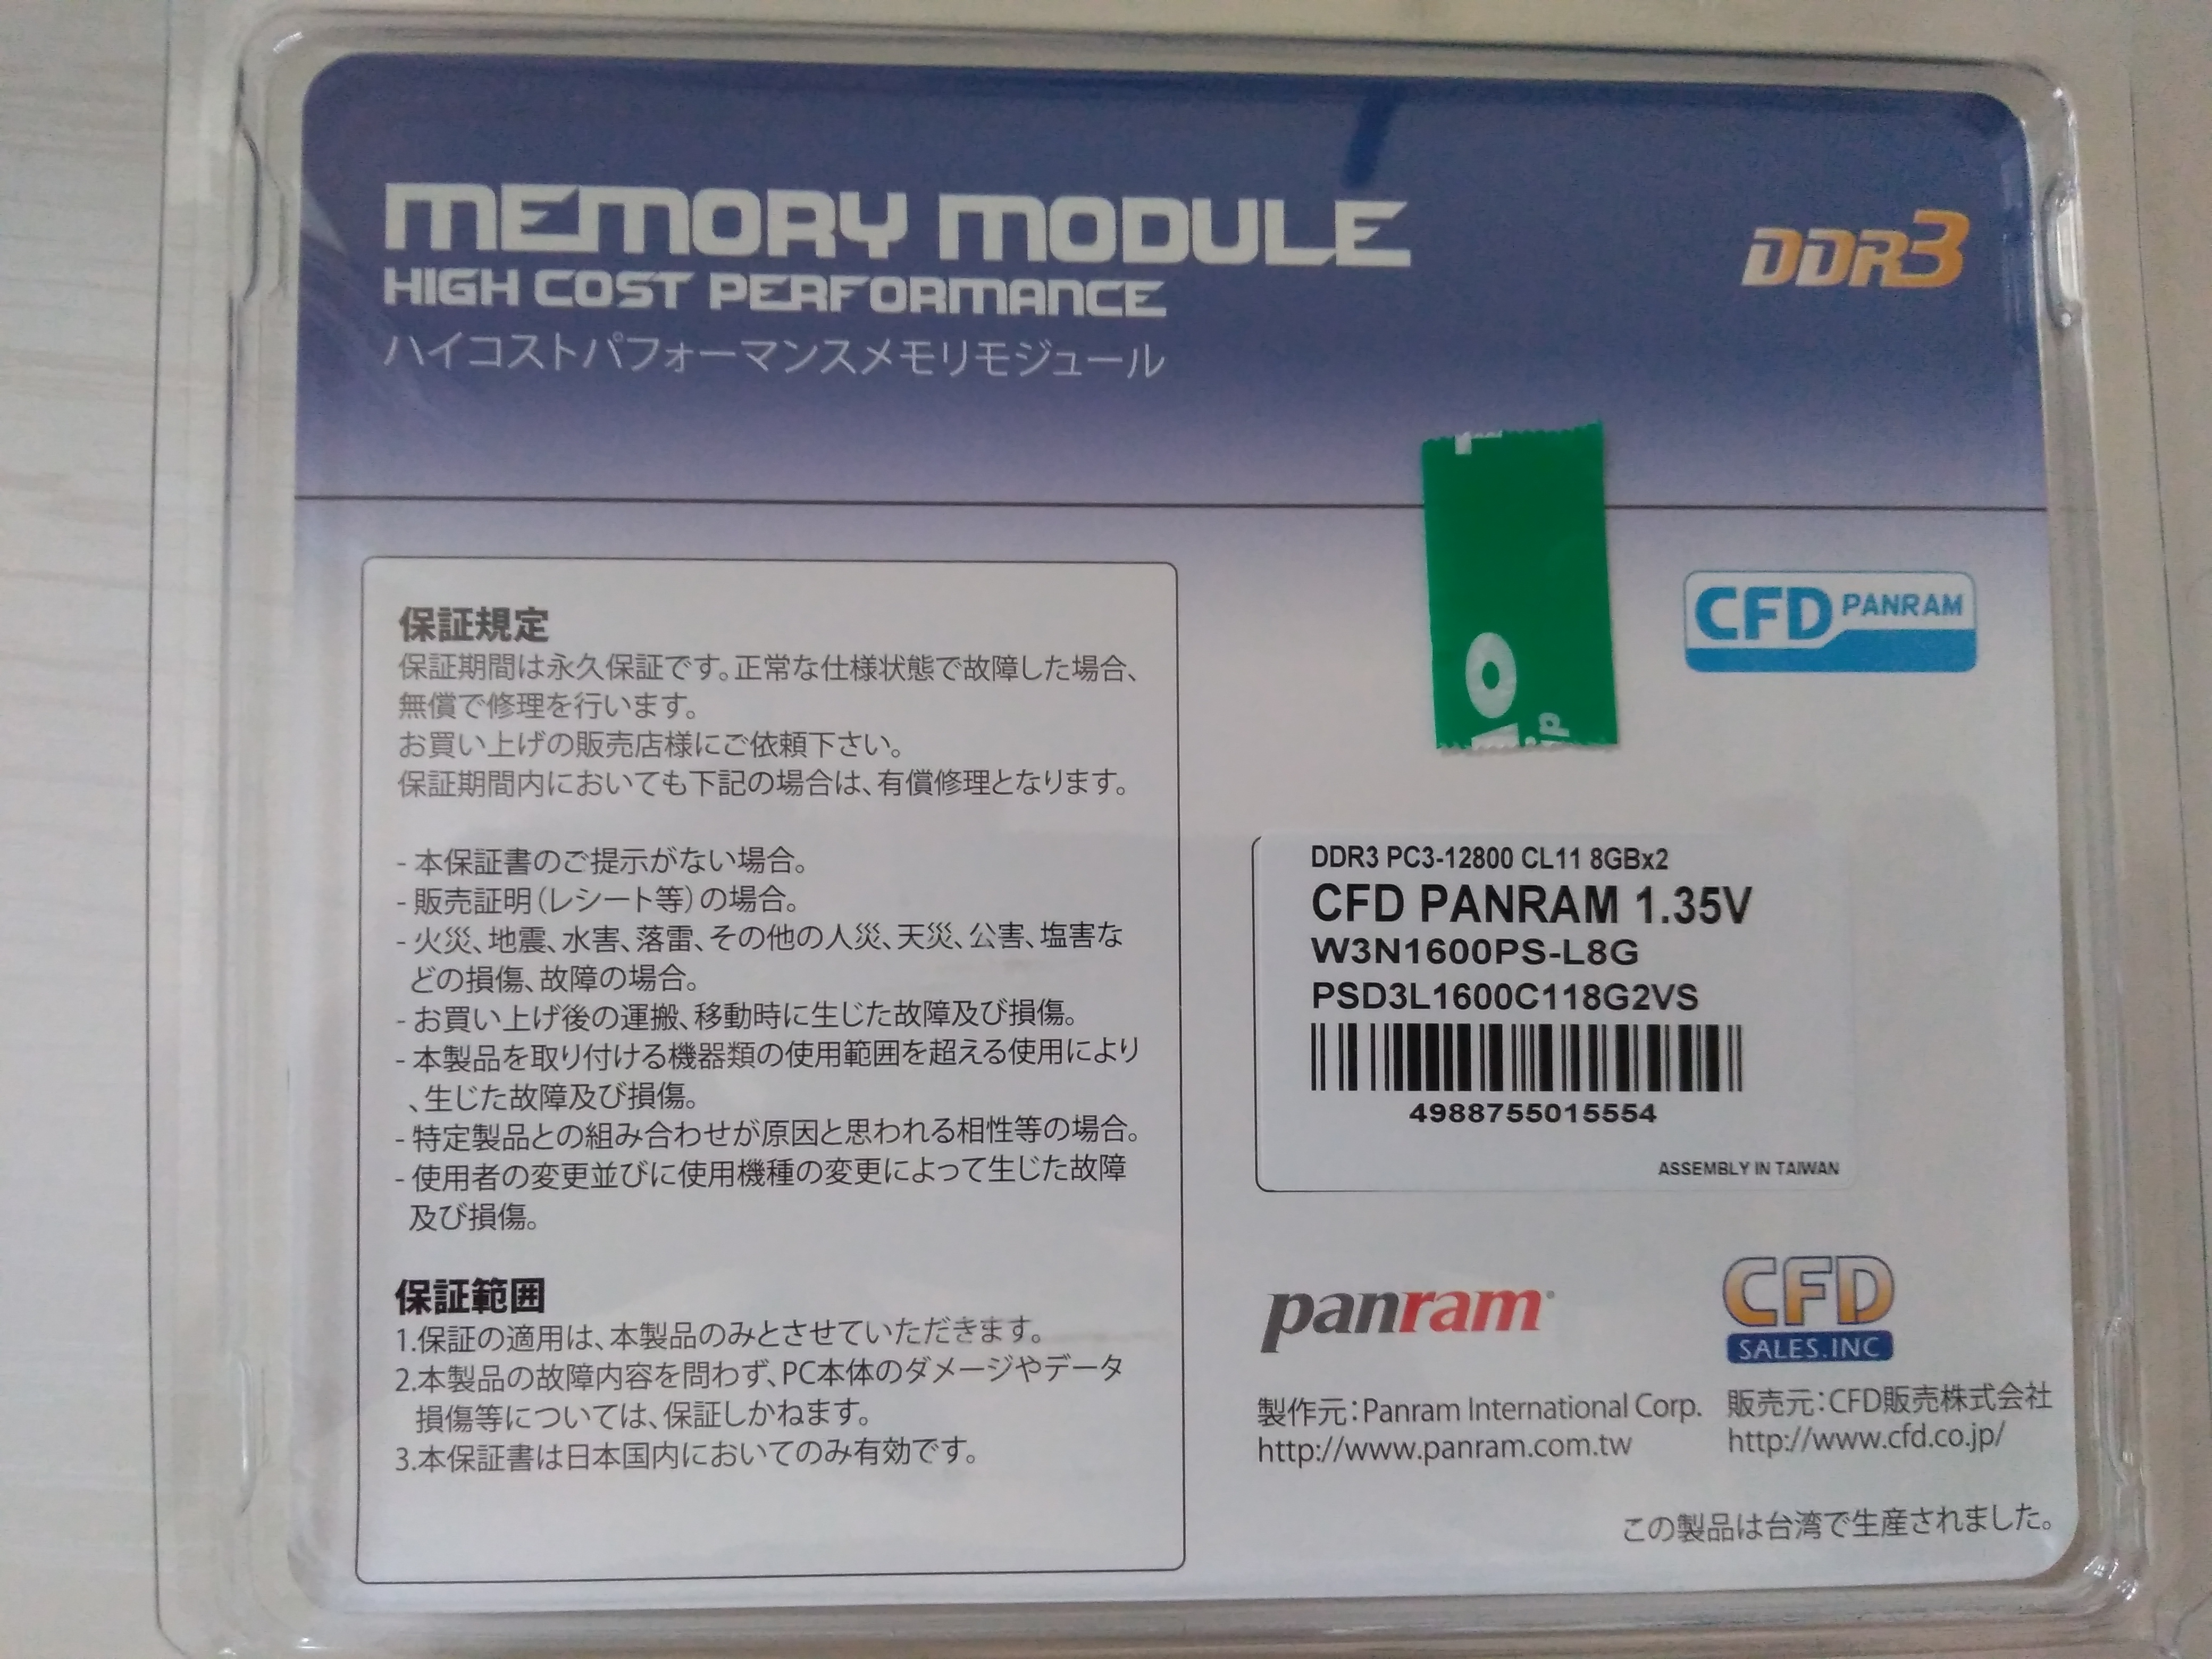 MEMORY MODULE
HIGH COST PERFORMANCE
ハイコストパフォーマンスメモリモジュール
DDR3
CFD PANRAM
保証規定
保証期間は永久保証です。正常な仕様状態で故障した場合、
無償で修理を行います。
お買い上げの販売店様にご依頼下さい。
保証期間内においても下記の場合は、有償修理となります。
- 本保証書のご提示がない場合。
- 販売証明(レシート等)の場合。
- 火災、地震、水害、落雷、その他の人災、天災、公害、塩害な
どの損傷、故障の場合。
- お買い上げ後の運搬、移動時に生じた故障及び損傷。
- 本製品を取り付ける機器類の使用範囲を超える使用により
、生じた故障及び損傷。
- 特定製品との組み合わせが原因と思われる相性等の場合。
- 使用者の変更並びに使用機種の変更によって生じた故障
及び損傷。
保証範囲
1.保証の適用は、本製品のみとさせていただきます。
2.本製品の故障内容を問わず、PC本体のダメージやデータ
損傷等については、保証しかねます。
3.本保証書は日本国内においてのみ有効です。
DDR3 PC3-12800 CL11 8GBx2
CFD PANRAM 1.35V
W3N1600PS-L8G
PSD3L1600C118G2VS
4988755015554
ASSEMBLY IN TAIWAN
panram
CFD
SALES.INC
製作元:Panram International Corp.
http://www.panram.com.tw
販売元:CFD販売株式会社
http://www.cfd.co.jp/
この製品は台湾で生産されました。